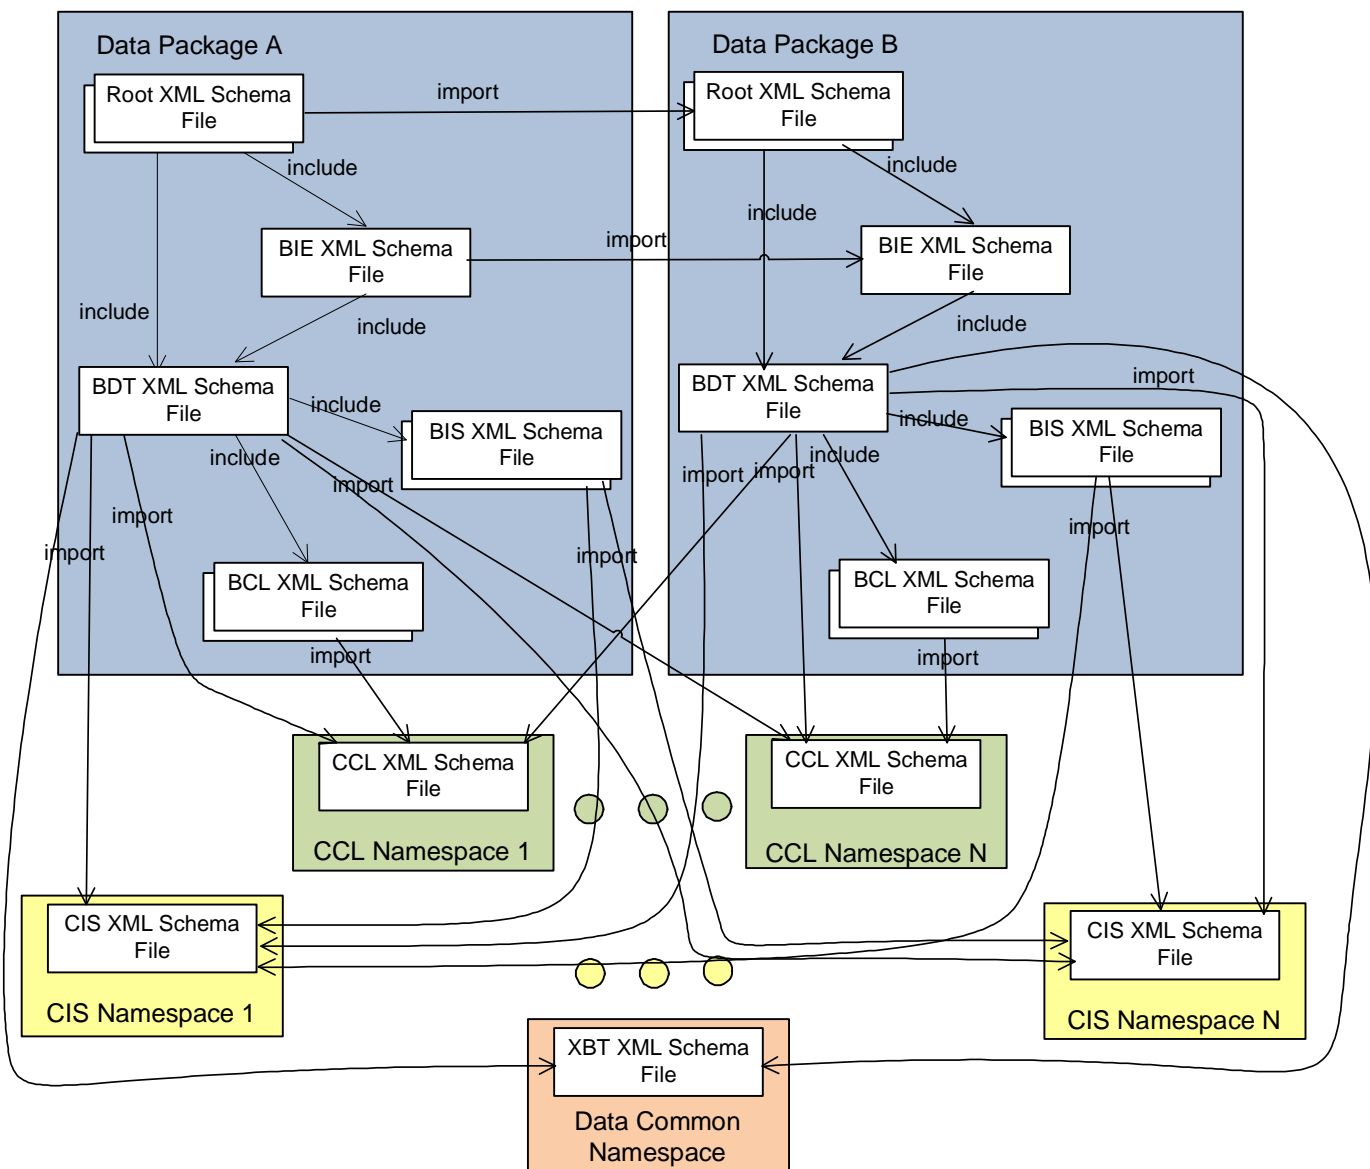 Data Package A
Data Package B
Root XML Schema
File
import
Root XML Schema
File
include
include
BIE XML Schema
File
import
include
BIE XML Schema
File
include
include
include
BDT XML Schema
File
include
BIS XML Schema
File
BDT XML Schema
File
import
include
BIS XML Schema
File
include
import
import
import
import
import
include
import
import
import
BCL XML Schema
File
BCL XML Schema
File
import
import
CCL XML Schema
File
CCL Namespace 1
CCL XML Schema
File
CCL Namespace N
CIS XML Schema
File
CIS Namespace 1
CIS XML Schema
File
CIS Namespace N
XBT XML Schema
File
Data Common
Namespace